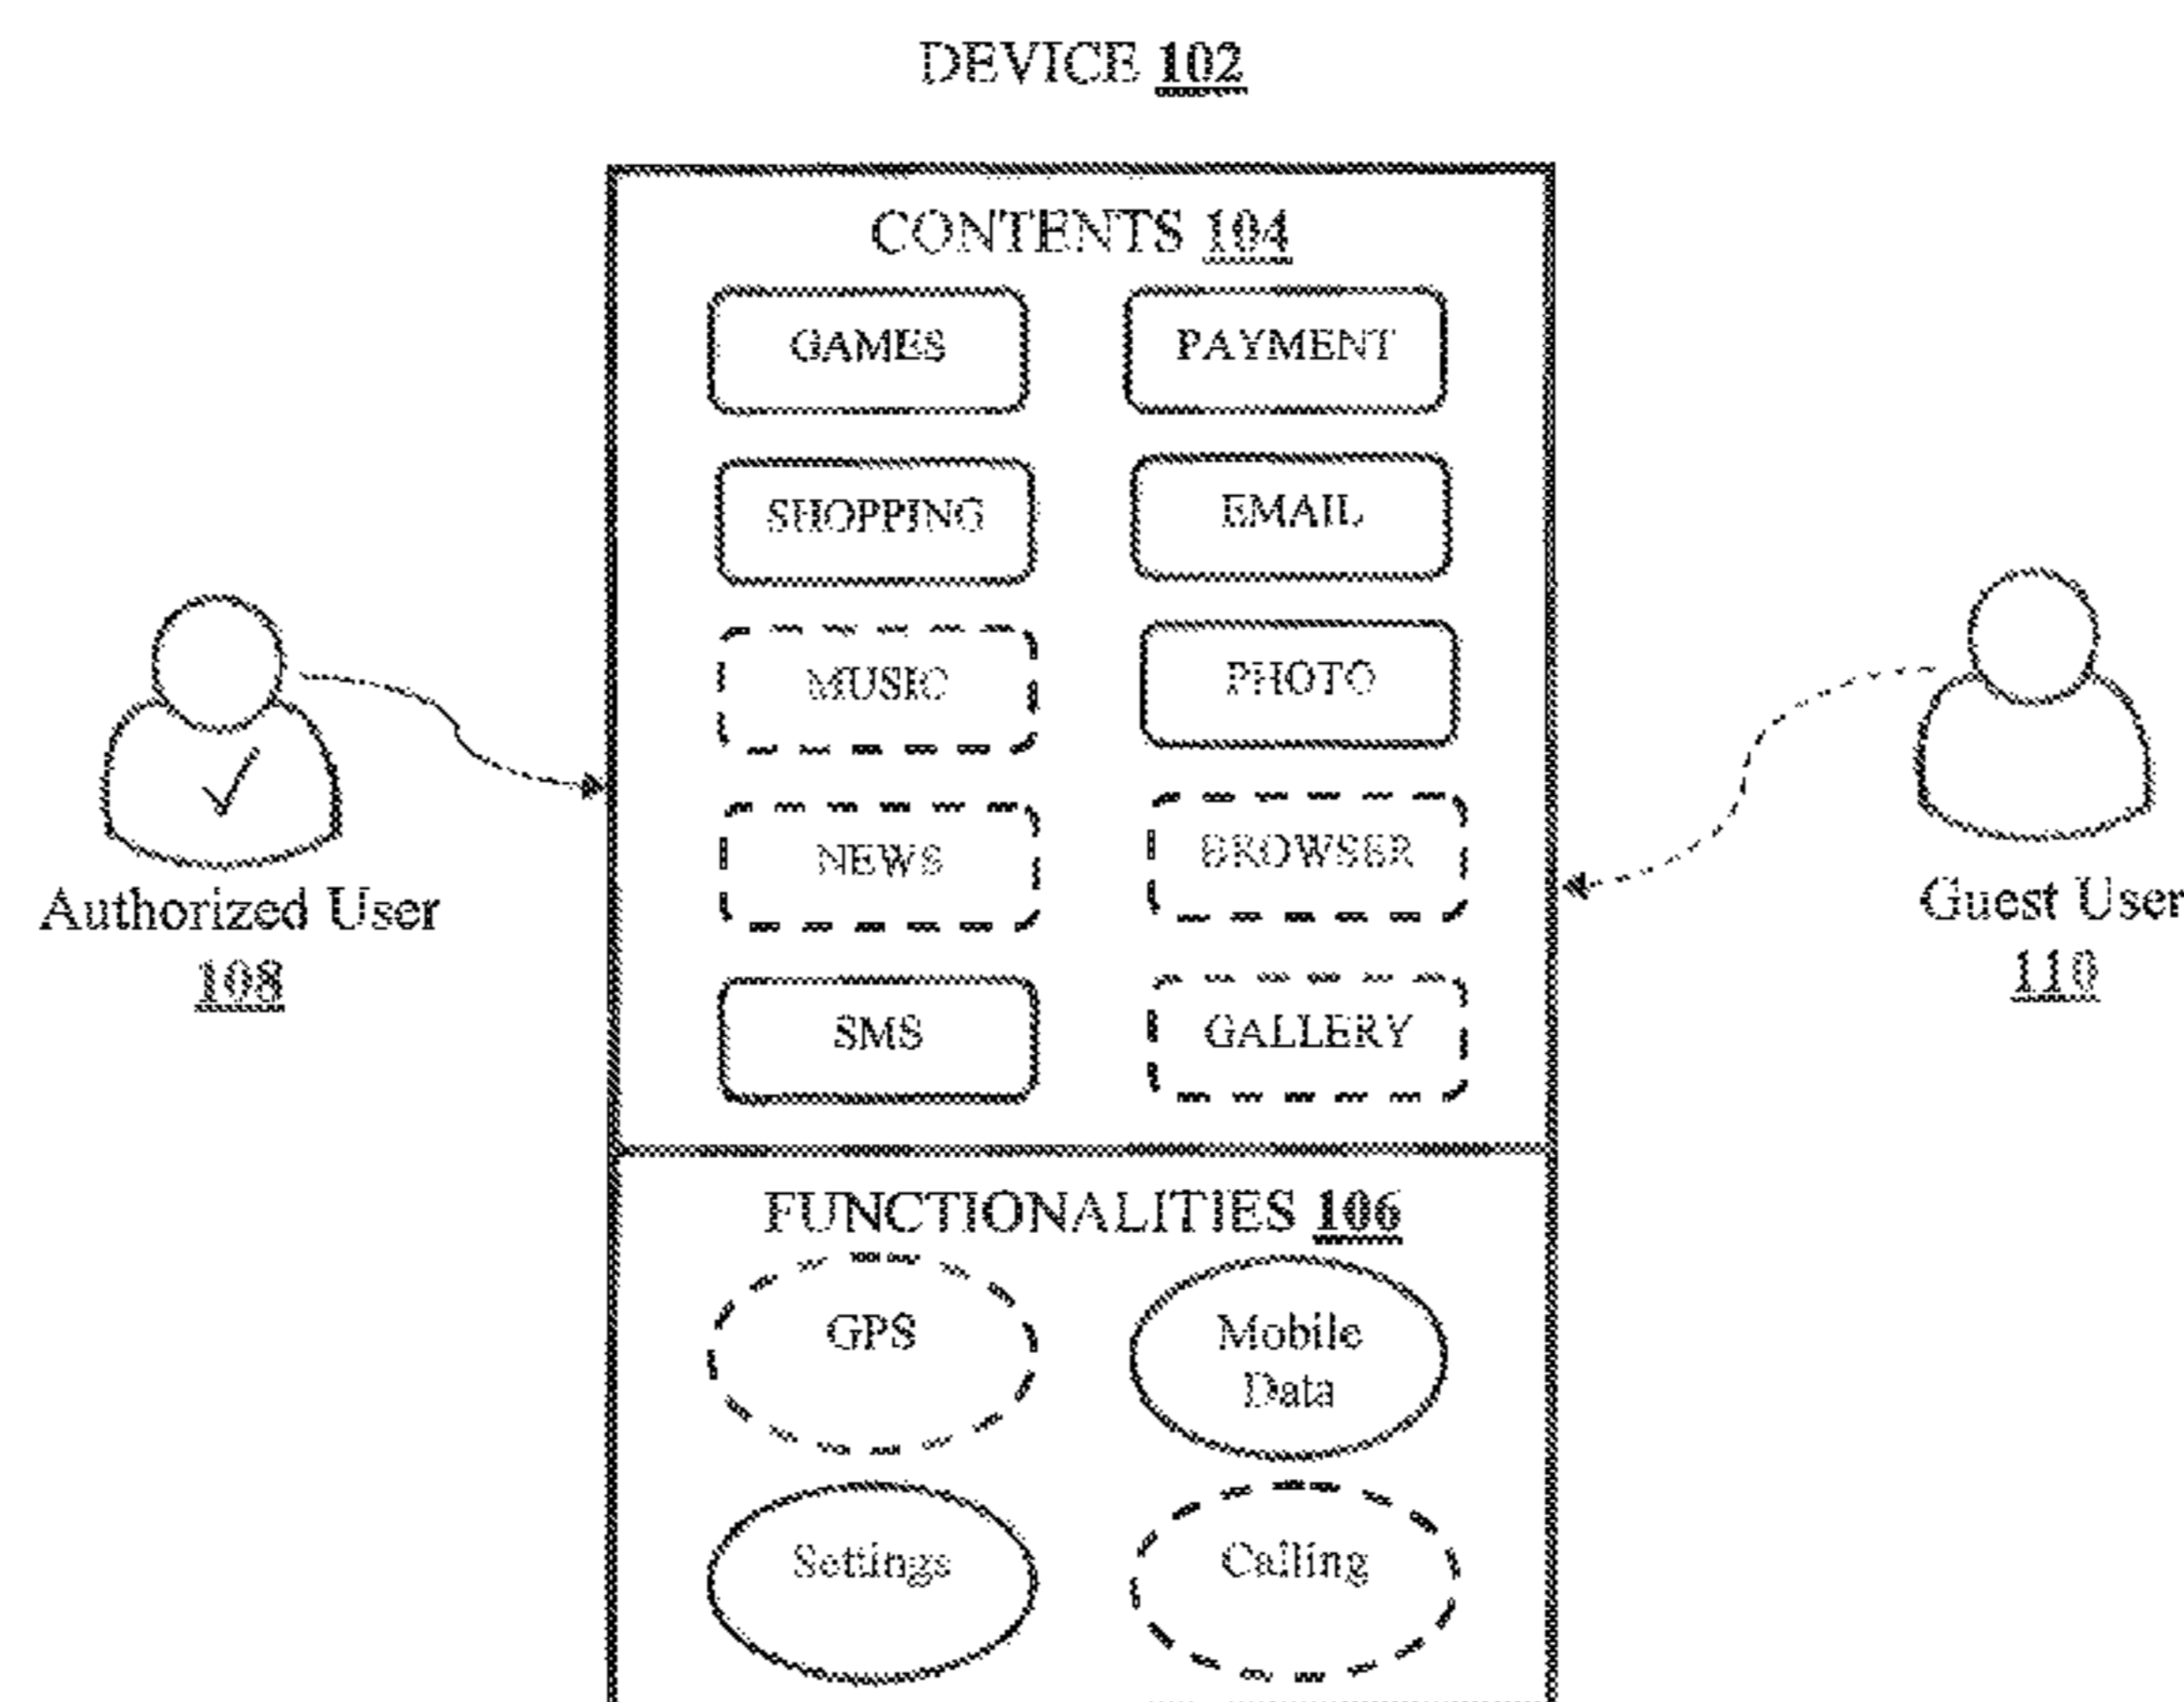 DEVICE 102
CONTENTS 104
GAMES
PAYMENT
SHOPPING
EMAIL
MUSIC
PHOTO
NEWS
BROWSER
SMS
GALLERY
Authorized User
108
Guest User
110
FUNCTIONALITIES 106
GPS
Mobile
Data
Settings
Calling